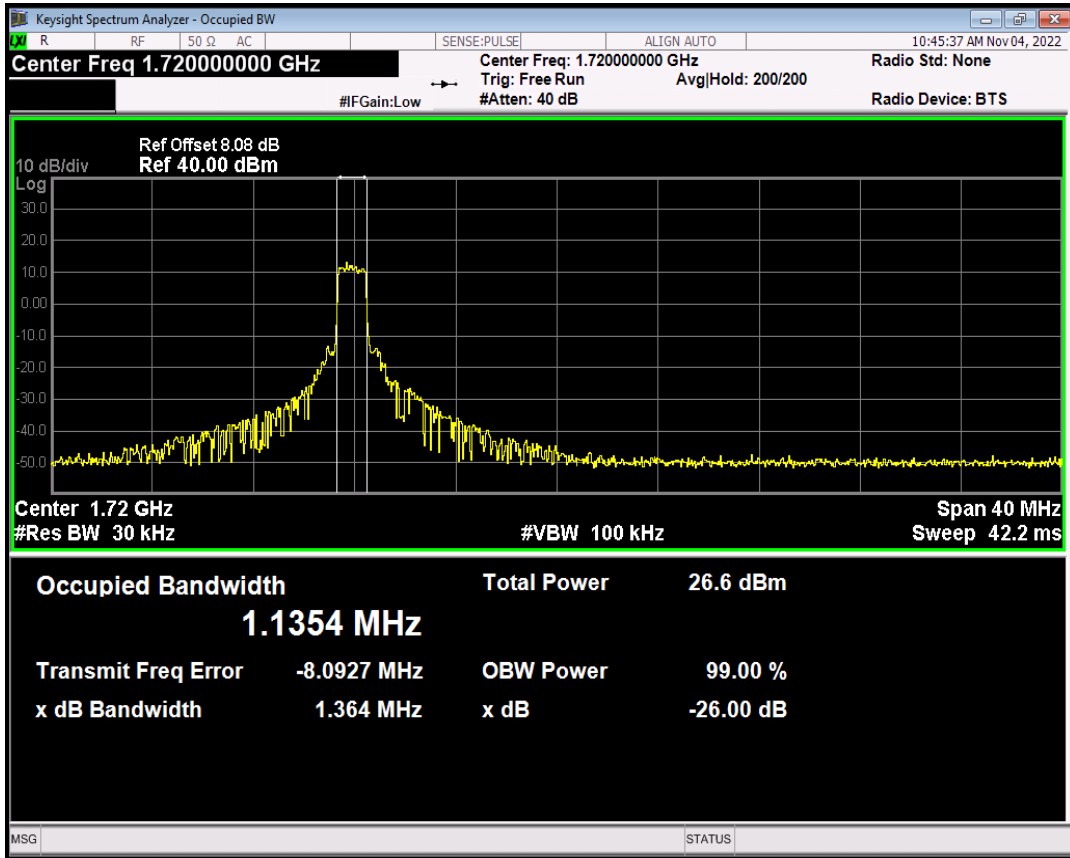 Keysight Spectrum Analyzer - Occupied BW
LXI R RF 50 Ω AC SENSE:PULSE ALIGN AUTO 10:45:37 AM Nov 04, 2022
Center Freq 1.720000000 GHz Center Freq: 1.720000000 GHz Radio Std: None
Trig: Free Run Avg|Hold: 200/200
#IFGain:Low #Atten: 40 dB Radio Device: BTS
Ref Offset 8.08 dB
10 dB/div Ref 40.00 dBm
Log
30.0
20.0
10.0
0.00
-10.0
-20.0
-30.0
-40.0
-50.0
Center 1.72 GHz Span 40 MHz
#Res BW 30 kHz #VBW 100 kHz Sweep 42.2 ms
Occupied Bandwidth Total Power 26.6 dBm
1.1354 MHz
Transmit Freq Error -8.0927 MHz OBW Power 99.00 %
x dB Bandwidth 1.364 MHz x dB -26.00 dB
MSG STATUS